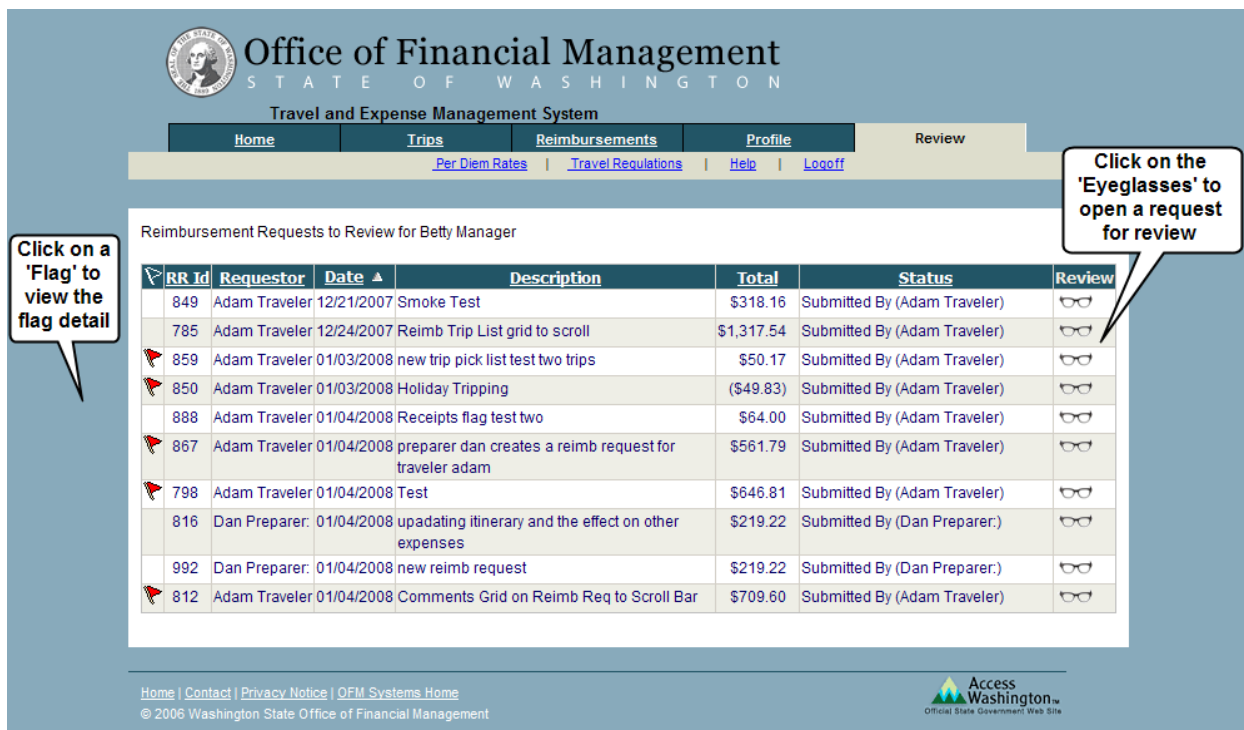 Office of Financial Management
STATE OF WASHINGTON
Travel and Expense Management System
Home Trips Reimbursements Profile Review
Per Diem Rates | Travel Regulations | Help | Logoff
Click on the
'Eyeglasses' to
open a request
for review
Reimbursement Requests to Review for Betty Manager
Click on a
'Flag' to
view the
flag detail
RR Id Requestor Date ▲ Description Total Status Review
849 Adam Traveler 12/21/2007 Smoke Test $318.16 Submitted By (Adam Traveler)
785 Adam Traveler 12/24/2007 Reimb Trip List grid to scroll $1,317.54 Submitted By (Adam Traveler)
859 Adam Traveler 01/03/2008 new trip pick list test two trips $50.17 Submitted By (Adam Traveler)
850 Adam Traveler 01/03/2008 Holiday Tripping ($49.83) Submitted By (Adam Traveler)
888 Adam Traveler 01/04/2008 Receipts flag test two $64.00 Submitted By (Adam Traveler)
867 Adam Traveler 01/04/2008 preparer dan creates a reimb request for $561.79 Submitted By (Adam Traveler)
traveler adam
798 Adam Traveler 01/04/2008 Test $646.81 Submitted By (Adam Traveler)
816 Dan Preparer: 01/04/2008 upadating itinerary and the effect on other $219.22 Submitted By (Dan Preparer:)
expenses
992 Dan Preparer: 01/04/2008 new reimb request $219.22 Submitted By (Dan Preparer:)
812 Adam Traveler 01/04/2008 Comments Grid on Reimb Req to Scroll Bar $709.60 Submitted By (Adam Traveler)
Home | Contact | Privacy Notice | OFM Systems Home
© 2006 Washington State Office of Financial Management
Access
Washington™
Official State Government Web Site